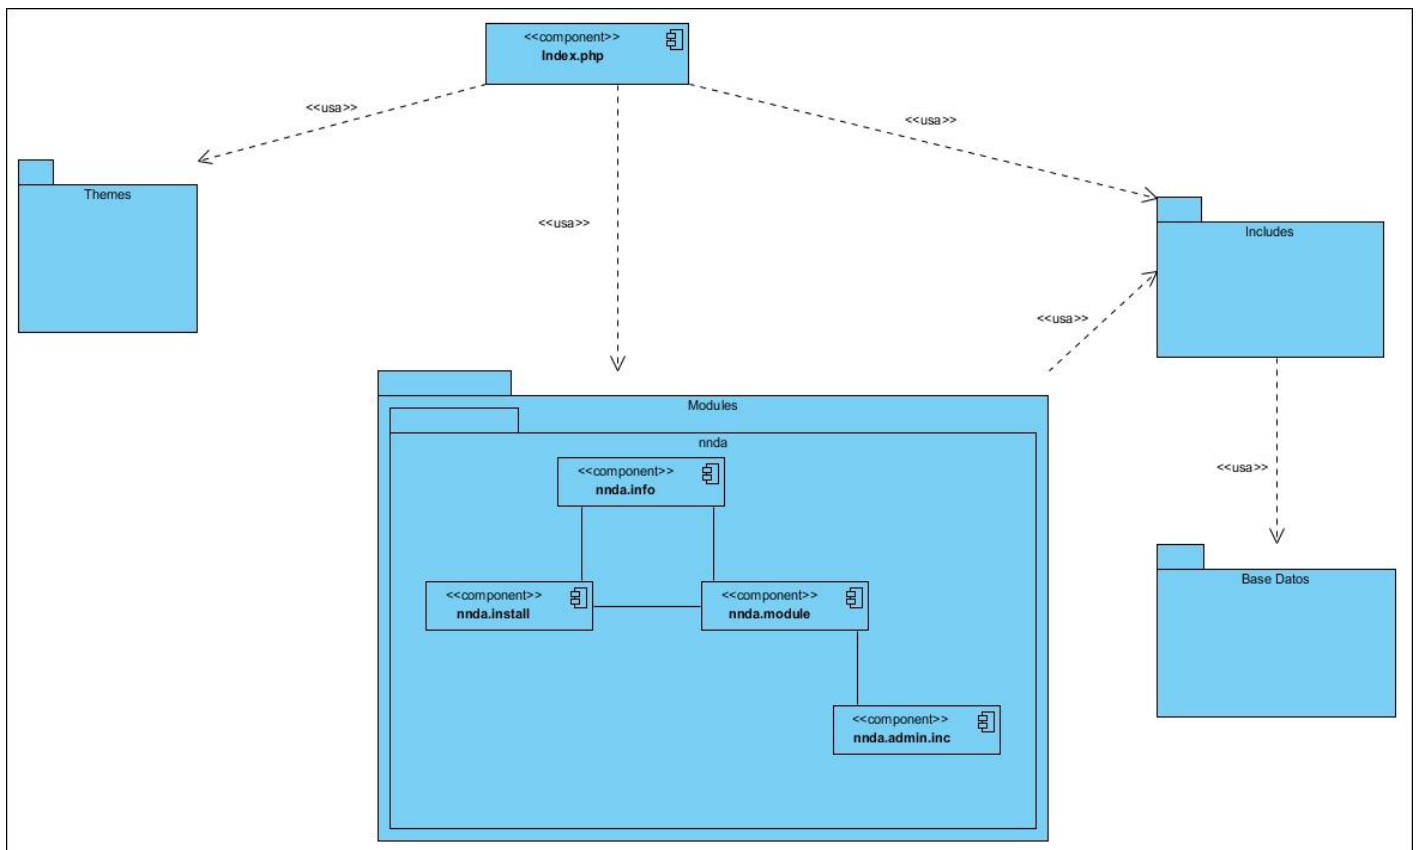 <<component>>
Index.php
<<usa>>
<<usa>>
<<usa>>
Themes
Includes
<<usa>>
Modules
nnda
<<component>>
nnda.info
<<usa>>
Base Datos
<<component>>
nnda.install
<<component>>
nnda.module
<<component>>
nnda.admin.inc